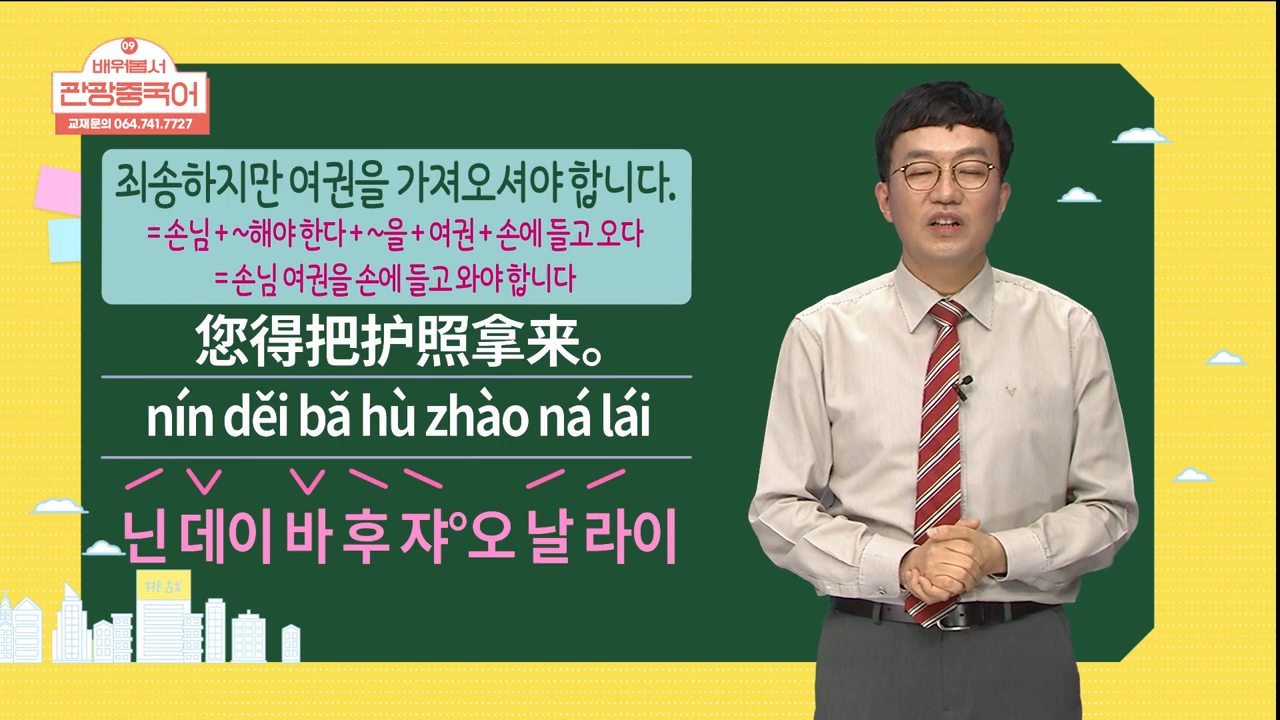 09
배워봅서
관광중국어
교재문의 064.741.7727
죄송하지만 여권을 가져오셔야 합니다.
= 손님 + ~해야 한다 + ~을 + 여권 + 손에 들고 오다
= 손님 여권을 손에 들고 와야 합니다
您得把护照拿来。
nín děi bǎ hù zhào ná lái
닌 데이 바 후 쟈°오 날 라이